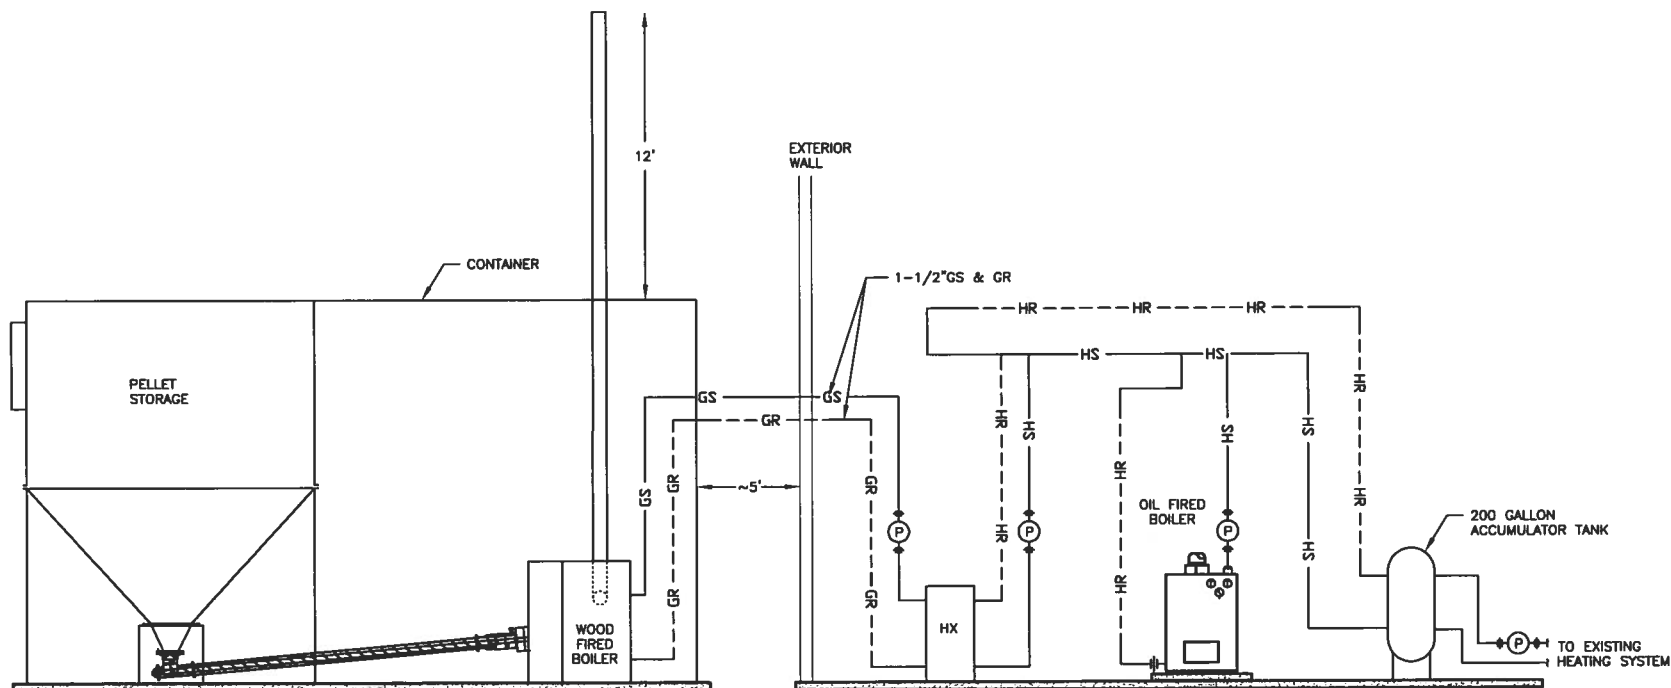 12'
EXTERIOR
WALL
CONTAINER
1-1/2"GS & GR
HR
HR
HR
HS
HS
PELLET
STORAGE
GS
GS
GR
HR
HS
HR
HS
SH
HR
GR
GS
~5'
GR
HR
HR
OIL FIRED
BOILER
200 GALLON
ACCUMULATOR TANK
P
P
P
HS
GR
GR
HR
HX
WOOD
FIRED
BOILER
P
TO EXISTING
HEATING SYSTEM